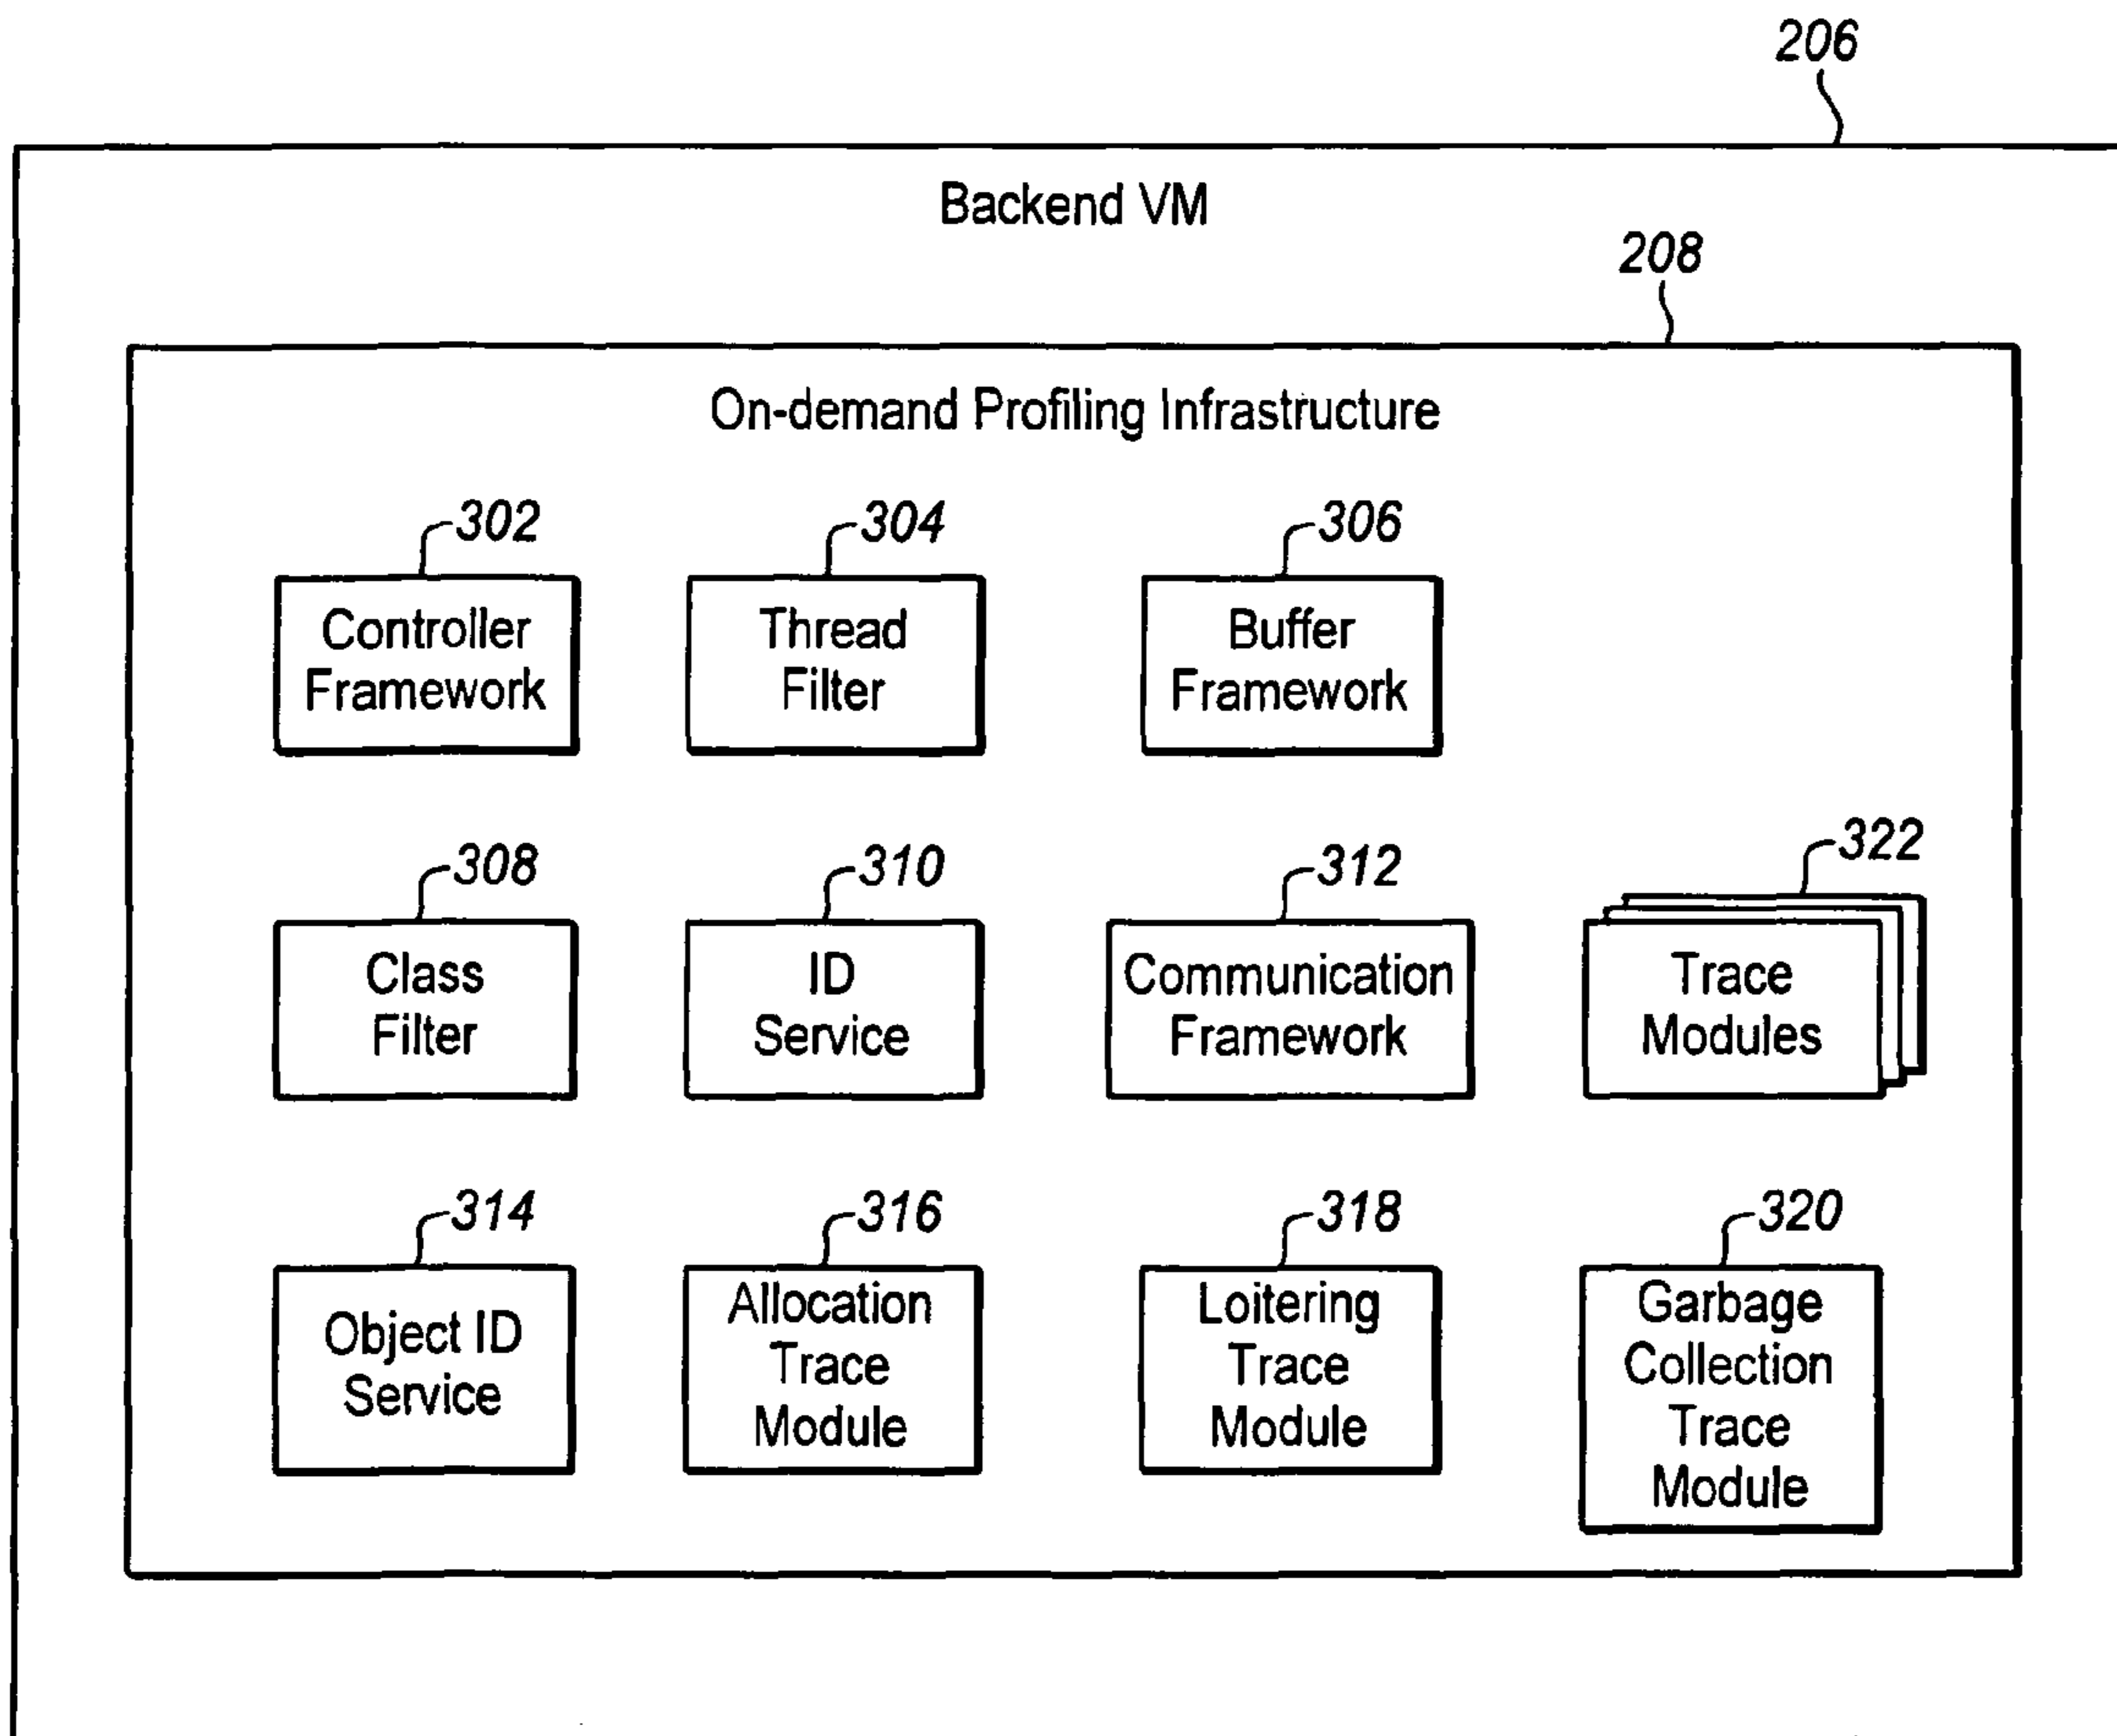 206
Backend VM
208
On-demand Profiling Infrastructure
302
304
306
Controller
Framework
Thread
Filter
Buffer
Framework
308
310
312
322
Class
Filter
ID
Service
Communication
Framework
Trace
Modules
314
316
318
320
Object ID
Service
Allocation
Trace
Module
Loitering
Trace
Module
Garbage
Collection
Trace
Module